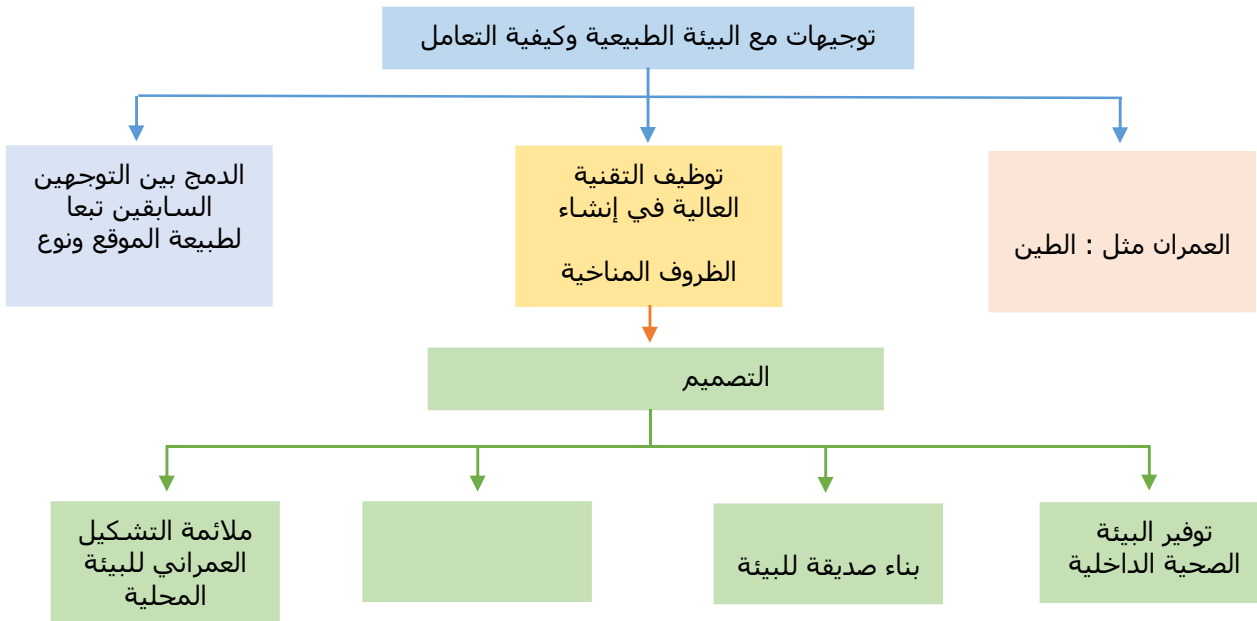 توجيهات مع البيئة الطبيعية وكيفية التعامل
العمران مثل : الطين
توظيف التقنية
العالية في إنشاء
الظروف المناخية
الدمج بين التوجهين
السابقين تبعا
لطبيعة الموقع ونوع
التصميم
توفير البيئة
الصحية الداخلية
بناء صديقة للبيئة
ملائمة التشكيل
العمراني للبيئة
المحلية